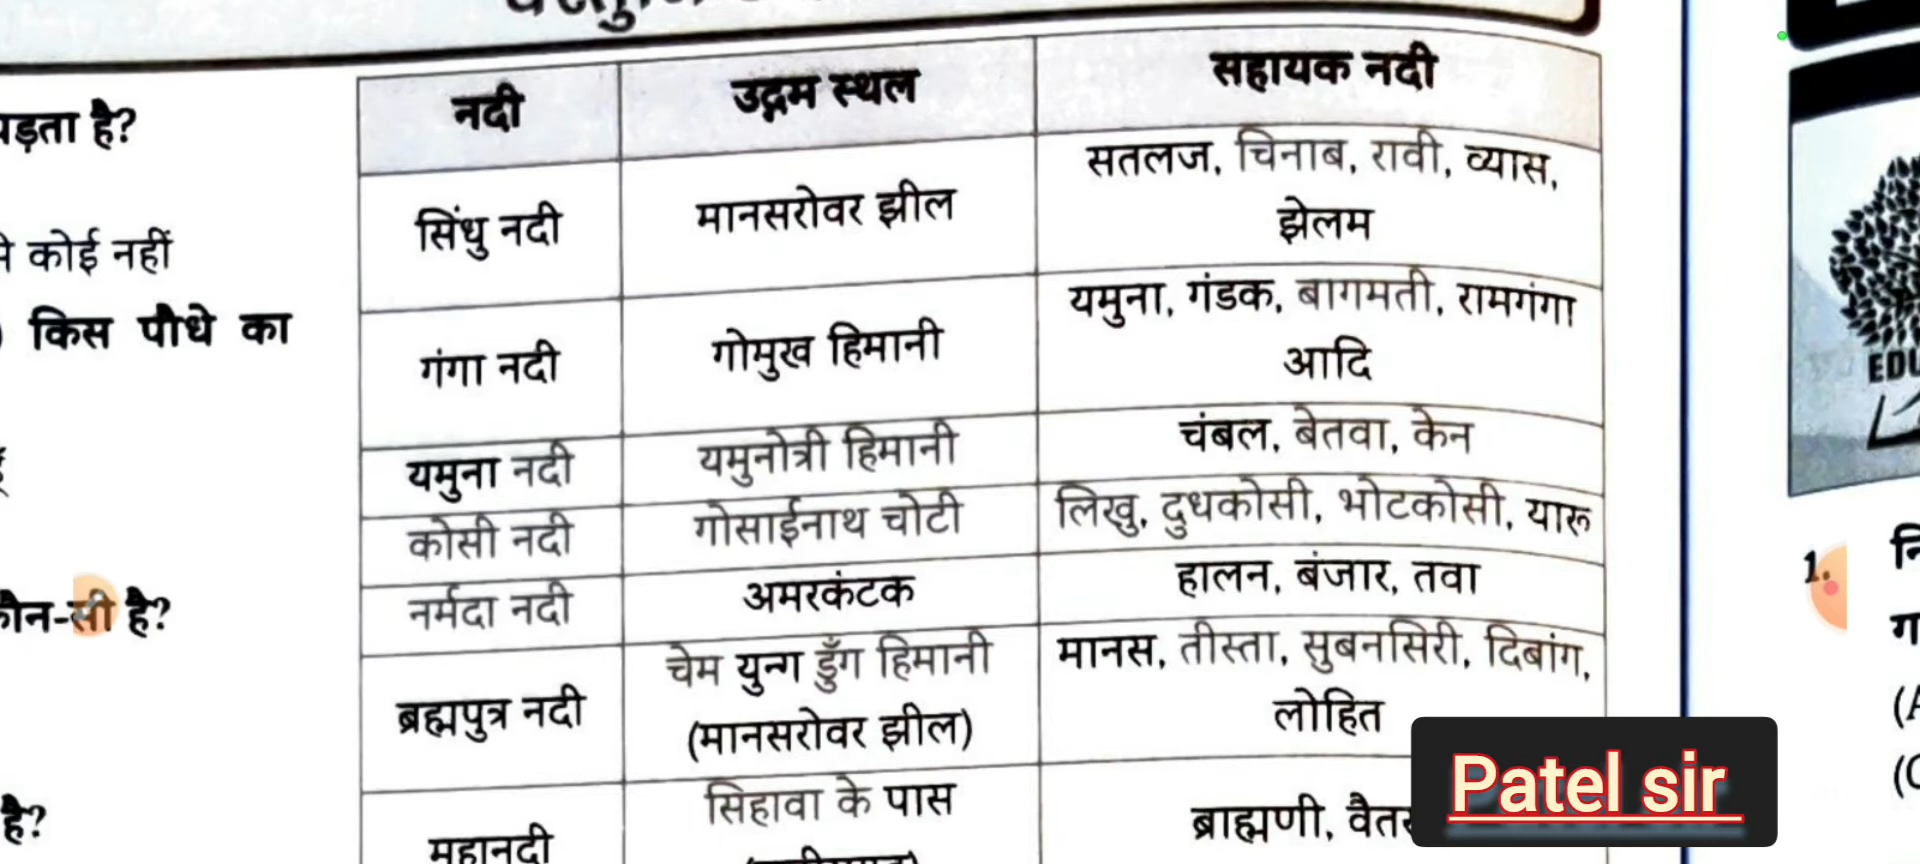 पड़ता है?
कोई नहीं
किस पौधे का
कौन-सी है?
है?
नदी उद्गम स्थल सहायक नदी
सिंधु नदी मानसरोवर झील सतलज, चिनाब, रावी, व्यास,
झेलम
गंगा नदी गोमुख हिमानी यमुना, गंडक, बागमती, रामगंगा
आदि
यमुना नदी यमुनोत्री हिमानी चंबल, बेतवा, केन
कोसी नदी गोसाईनाथ चोटी लिखु, दुधकोसी, भोटकोसी, यारू
नर्मदा नदी अमरकंटक हालन, बंजार, तवा
ब्रह्मपुत्र नदी चेम युन्ग डुँग हिमानी
(मानसरोवर झील) मानस, तीस्ता, सुबनसिरी, दिबांग,
लोहित
महानदी सिहावा के पास
ब्राह्मणी,
Patel sir
EDU
1.